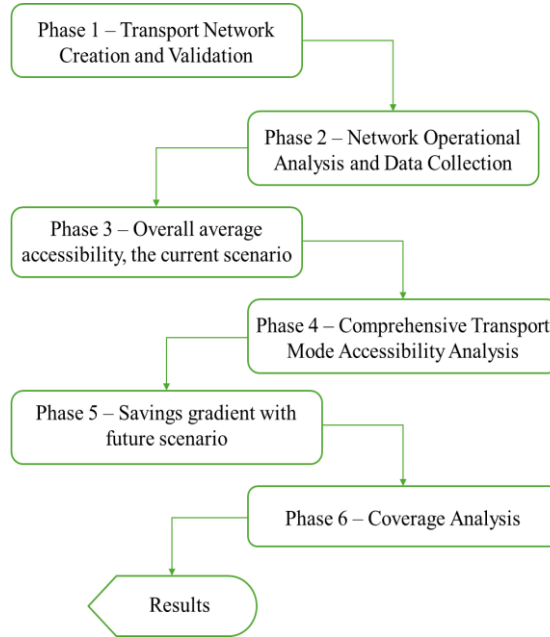 Phase 1 – Transport Network
Creation and Validation
Phase 2 – Network Operational
Analysis and Data Collection
Phase 3 – Overall average
accessibility, the current scenario
Phase 4 – Comprehensive Transport
Mode Accessibility Analysis
Phase 5 – Savings gradient with
future scenario
Phase 6 – Coverage Analysis
Results